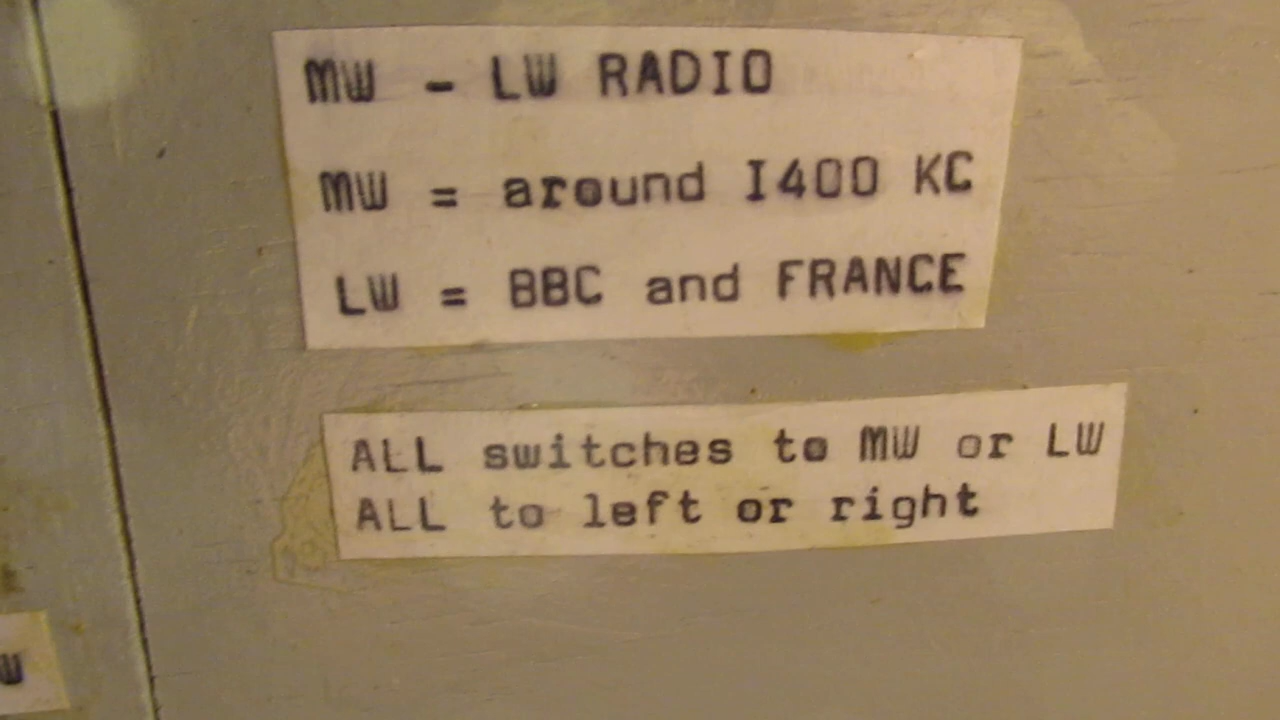 MW - LW RADIO
MW = around I400 KC
LW = BBC and FRANCE
ALL switches to MW or LW
ALL to left or right
W